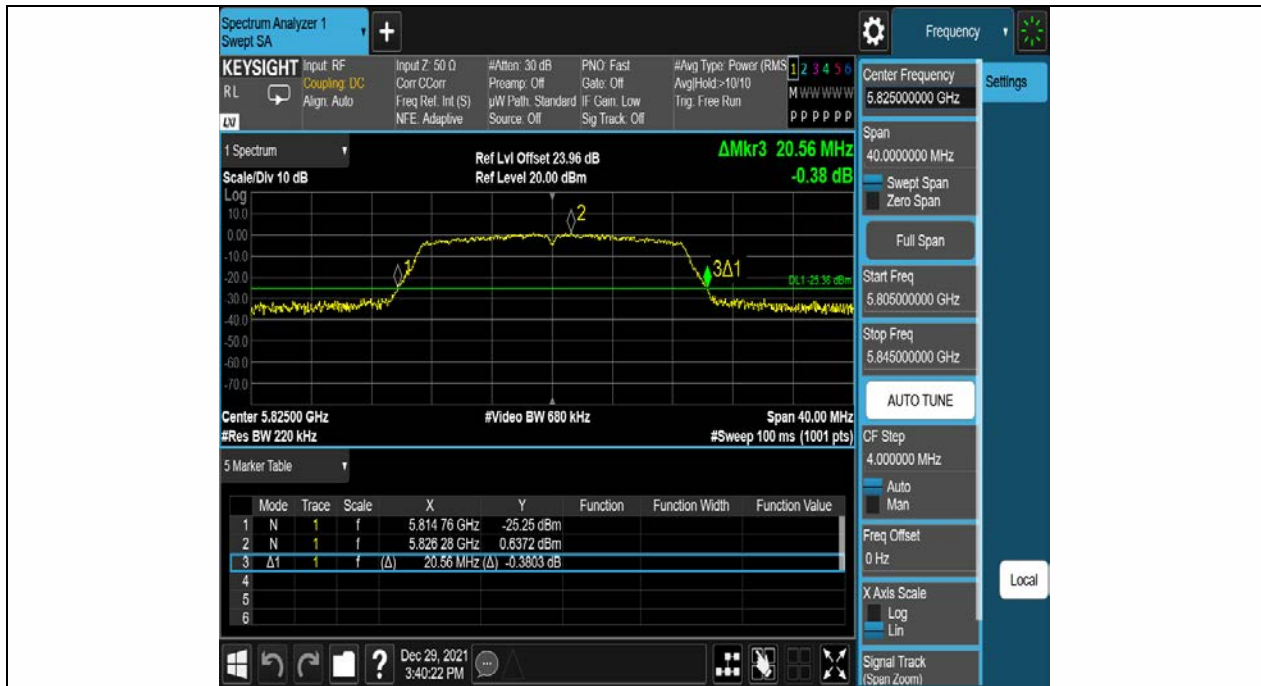 Spectrum Analyzer 1
Swept SA
+
Frequency
KEYSIGHT
RL
LXI
Input: RF
Coupling: DC
Align: Auto
Input Z: 50 Ω
Corr CCorr
Freq Ref: Int (S)
NFE: Adaptive
#Atten: 30 dB
Preamp: Off
µW Path: Standard
Source: Off
PNO: Fast
Gate: Off
IF Gain: Low
Sig Track: Off
#Avg Type: Power (RMS
Avg|Hold:>10/10
Trig: Free Run
1 2 3 4 5 6
M W W W W W
P P P P P P
1 Spectrum
Scale/Div 10 dB
Ref Lvl Offset 23.96 dB
Ref Level 20.00 dBm
ΔMkr3 20.56 MHz
-0.38 dB
Log
10.0
0.00
-10.0
-20.0
-30.0
-40.0
-50.0
-60.0
-70.0
2
1
3Δ1
DL1 -25.36 dBm
Center 5.82500 GHz
#Video BW 680 kHz
Span 40.00 MHz
#Res BW 220 kHz
#Sweep 100 ms (1001 pts)
5 Marker Table
Mode Trace Scale X Y Function Function Width Function Value
1 N 1 f 5.814 76 GHz -25.25 dBm
2 N 1 f 5.826 28 GHz 0.6372 dBm
3 Δ1 1 f (Δ) 20.56 MHz (Δ) -0.3803 dB
4
5
6
Dec 29, 2021
3:40:22 PM
?
Center Frequency
5.825000000 GHz
Span
40.0000000 MHz
Swept Span
Zero Span
Full Span
Start Freq
5.805000000 GHz
Stop Freq
5.845000000 GHz
AUTO TUNE
CF Step
4.000000 MHz
Auto
Man
Freq Offset
0 Hz
X Axis Scale
Log
Lin
Signal Track
(Span Zoom)
Settings
Local